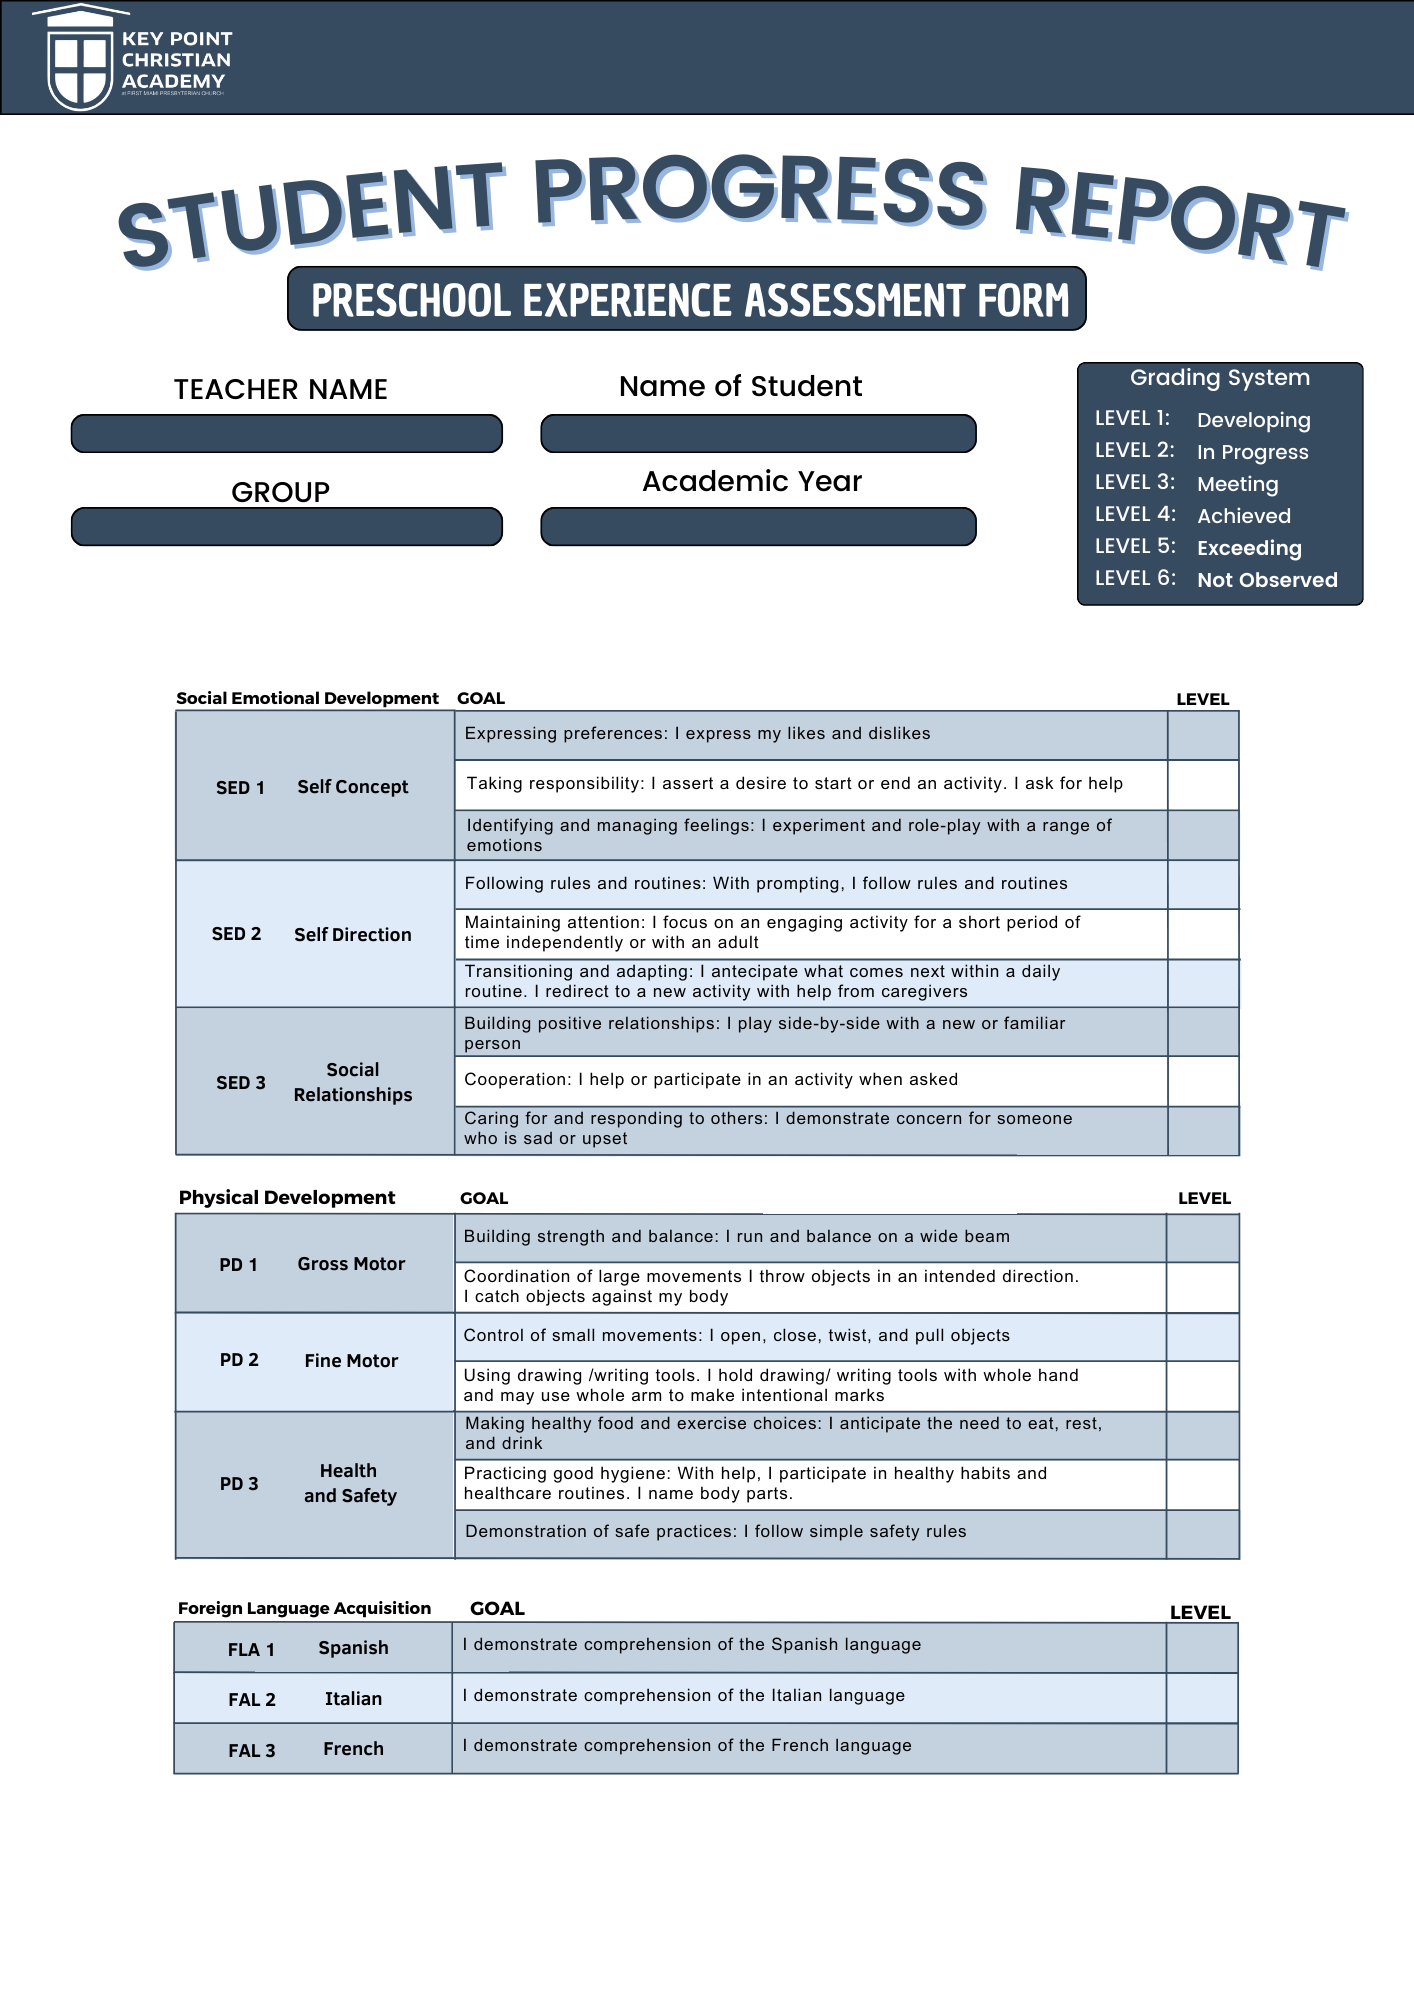 KEY POINT
CHRISTIAN
ACADEMY
at FIRST MIAMI PRESBYTERIAN CHURCH
STUDENT PROGRESS REPORT
PRESCHOOL EXPERIENCE ASSESSMENT FORM
TEACHER NAME
Name of Student
GROUP
Academic Year
Grading System
LEVEL 1: Developing
LEVEL 2: In Progress
LEVEL 3: Meeting
LEVEL 4: Achieved
LEVEL 5: Exceeding
LEVEL 6: Not Observed
Social Emotional Development GOAL LEVEL
SED 1 Self Concept
Expressing preferences: I express my likes and dislikes
Taking responsibility: I assert a desire to start or end an activity. I ask for help
Identifying and managing feelings: I experiment and role-play with a range of
emotions
SED 2 Self Direction
Following rules and routines: With prompting, I follow rules and routines
Maintaining attention: I focus on an engaging activity for a short period of
time independently or with an adult
Transitioning and adapting: I antecipate what comes next within a daily
routine. I redirect to a new activity with help from caregivers
SED 3 Social
Relationships
Building positive relationships: I play side-by-side with a new or familiar
person
Cooperation: I help or participate in an activity when asked
Caring for and responding to others: I demonstrate concern for someone
who is sad or upset
Physical Development GOAL LEVEL
PD 1 Gross Motor
Building strength and balance: I run and balance on a wide beam
Coordination of large movements I throw objects in an intended direction.
I catch objects against my body
PD 2 Fine Motor
Control of small movements: I open, close, twist, and pull objects
Using drawing /writing tools. I hold drawing/ writing tools with whole hand
and may use whole arm to make intentional marks
PD 3 Health
and Safety
Making healthy food and exercise choices: I anticipate the need to eat, rest,
and drink
Practicing good hygiene: With help, I participate in healthy habits and
healthcare routines. I name body parts.
Demonstration of safe practices: I follow simple safety rules
Foreign Language Acquisition GOAL LEVEL
FLA 1 Spanish I demonstrate comprehension of the Spanish language
FAL 2 Italian I demonstrate comprehension of the Italian language
FAL 3 French I demonstrate comprehension of the French language